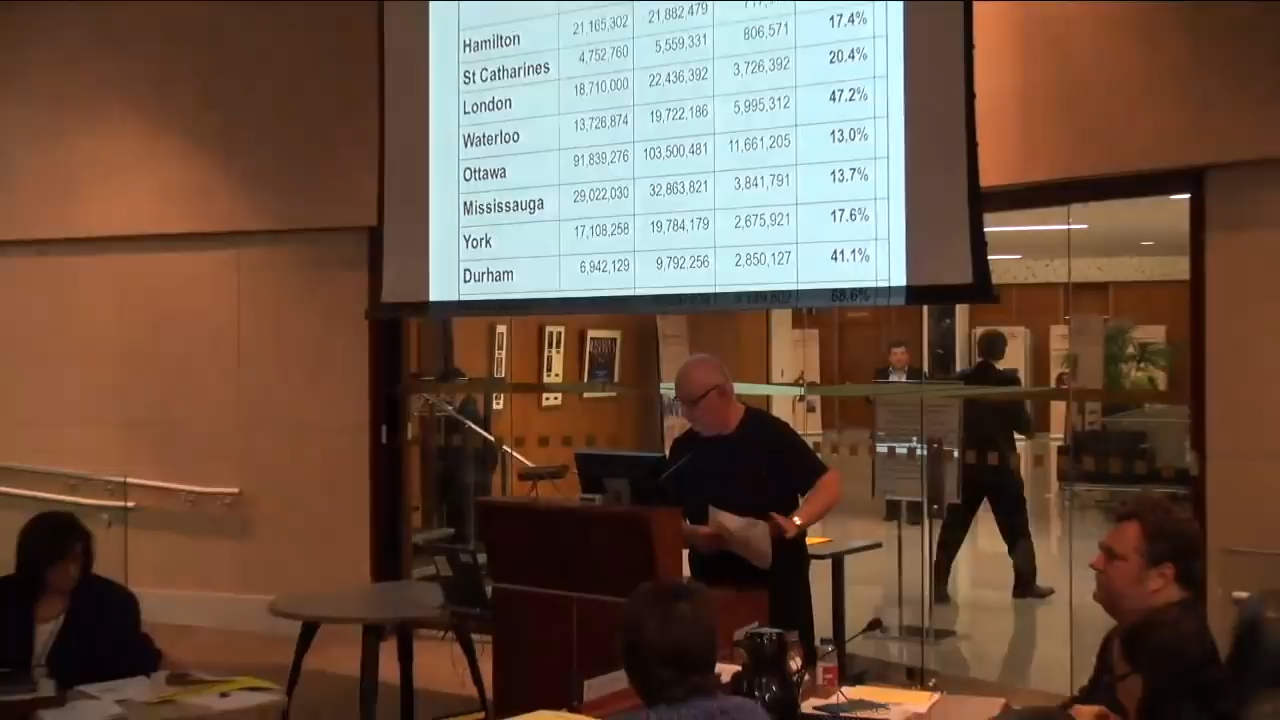 Hamilton 21,165,302 21,882,479 17.4%
St Catharines 4,752,760 5,559,331 806,571 20.4%
London 18,710,000 22,436,392 3,726,392 47.2%
Waterloo 13,726,874 19,722,186 5,995,312 13.0%
Ottawa 91,839,276 103,500,481 11,661,205 13.7%
Mississauga 29,022,030 32,863,821 3,841,791 17.6%
York 17,108,258 19,784,179 2,675,921 41.1%
Durham 6,942,129 9,792,256 2,850,127 68.6%